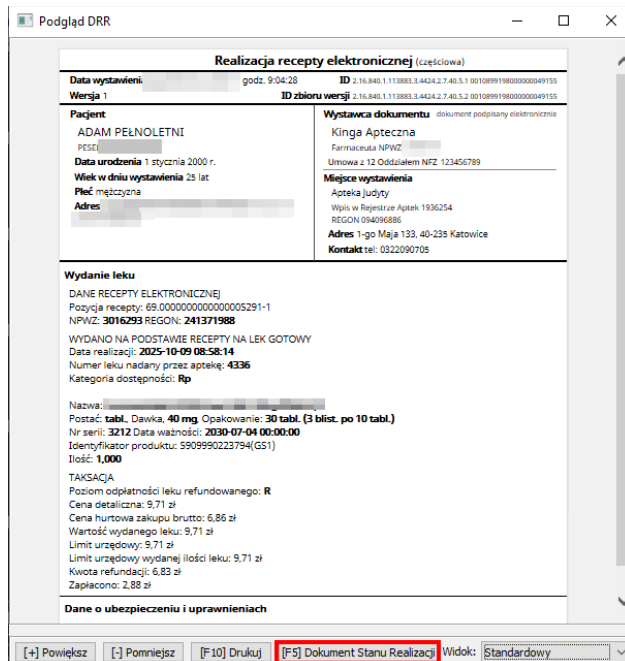 Podgląd DRR
Realizacja recepty elektronicznej (częściowa)
Data wystawieni godz. 9:04:28
ID 2.16.840.1.113883.3.4424.2.7.40.5.1 0010899198000000049155
Wersja 1
ID zbioru wersji 2.16.840.1.113883.3.4424.2.7.40.5.2 0010899198000000049155
Pacjent
ADAM PEŁNOLETNI
PESEL
Data urodzenia 1 stycznia 2000 r.
Wiek w dniu wystawienia 25 lat
Płeć mężczyzna
Adres
Wystawca dokumentu dokument podpisany elektronicznie
Kinga Apteczna
Farmaceuta NPWZ
Umowa z 12 Oddziałem NFZ 123456789
Miejsce wystawienia
Apteka Judyty
Wpis w Rejestrze Aptek 1936254
REGON 094096886
Adres 1-go Maja 133, 40-235 Katowice
Kontakt tel: 0322090705
Wydanie leku
DANE RECEPTY ELEKTRONICZNEJ
Pozycja recepty: 69.0000000000000005291-1
NPWZ: 3016293 REGON: 241371988
WYDANO NA PODSTAWIE RECEPTY NA LEK GOTOWY
Data realizacji: 2025-10-09 08:58:14
Numer leku nadany przez aptekę: 4336
Kategoria dostępności: Rp
Nazwa:
Postać: tabl., Dawka, 40 mg, Opakowanie: 30 tabl. (3 blist. po 10 tabl.)
Nr serii: 3212 Data ważności: 2030-07-04 00:00:00
Identyfikator produktu: 5909990223794(GS1)
Ilość: 1,000
TAKSACJA
Poziom odpłatności leku refundowanego: R
Cena detaliczna: 9,71 zł
Cena hurtowa zakupu brutto: 6,86 zł
Wartość wydanego leku: 9,71 zł
Limit urzędowy: 9,71 zł
Limit urzędowy wydanej ilości leku: 9,71 zł
Kwota refundacji: 6,83 zł
Zapłacono: 2,88 zł
Dane o ubezpieczeniu i uprawnieniach
[+] Powiększ [-] Pomniejsz [F10] Drukuj [F5] Dokument Stanu Realizacji Widok: Standardowy